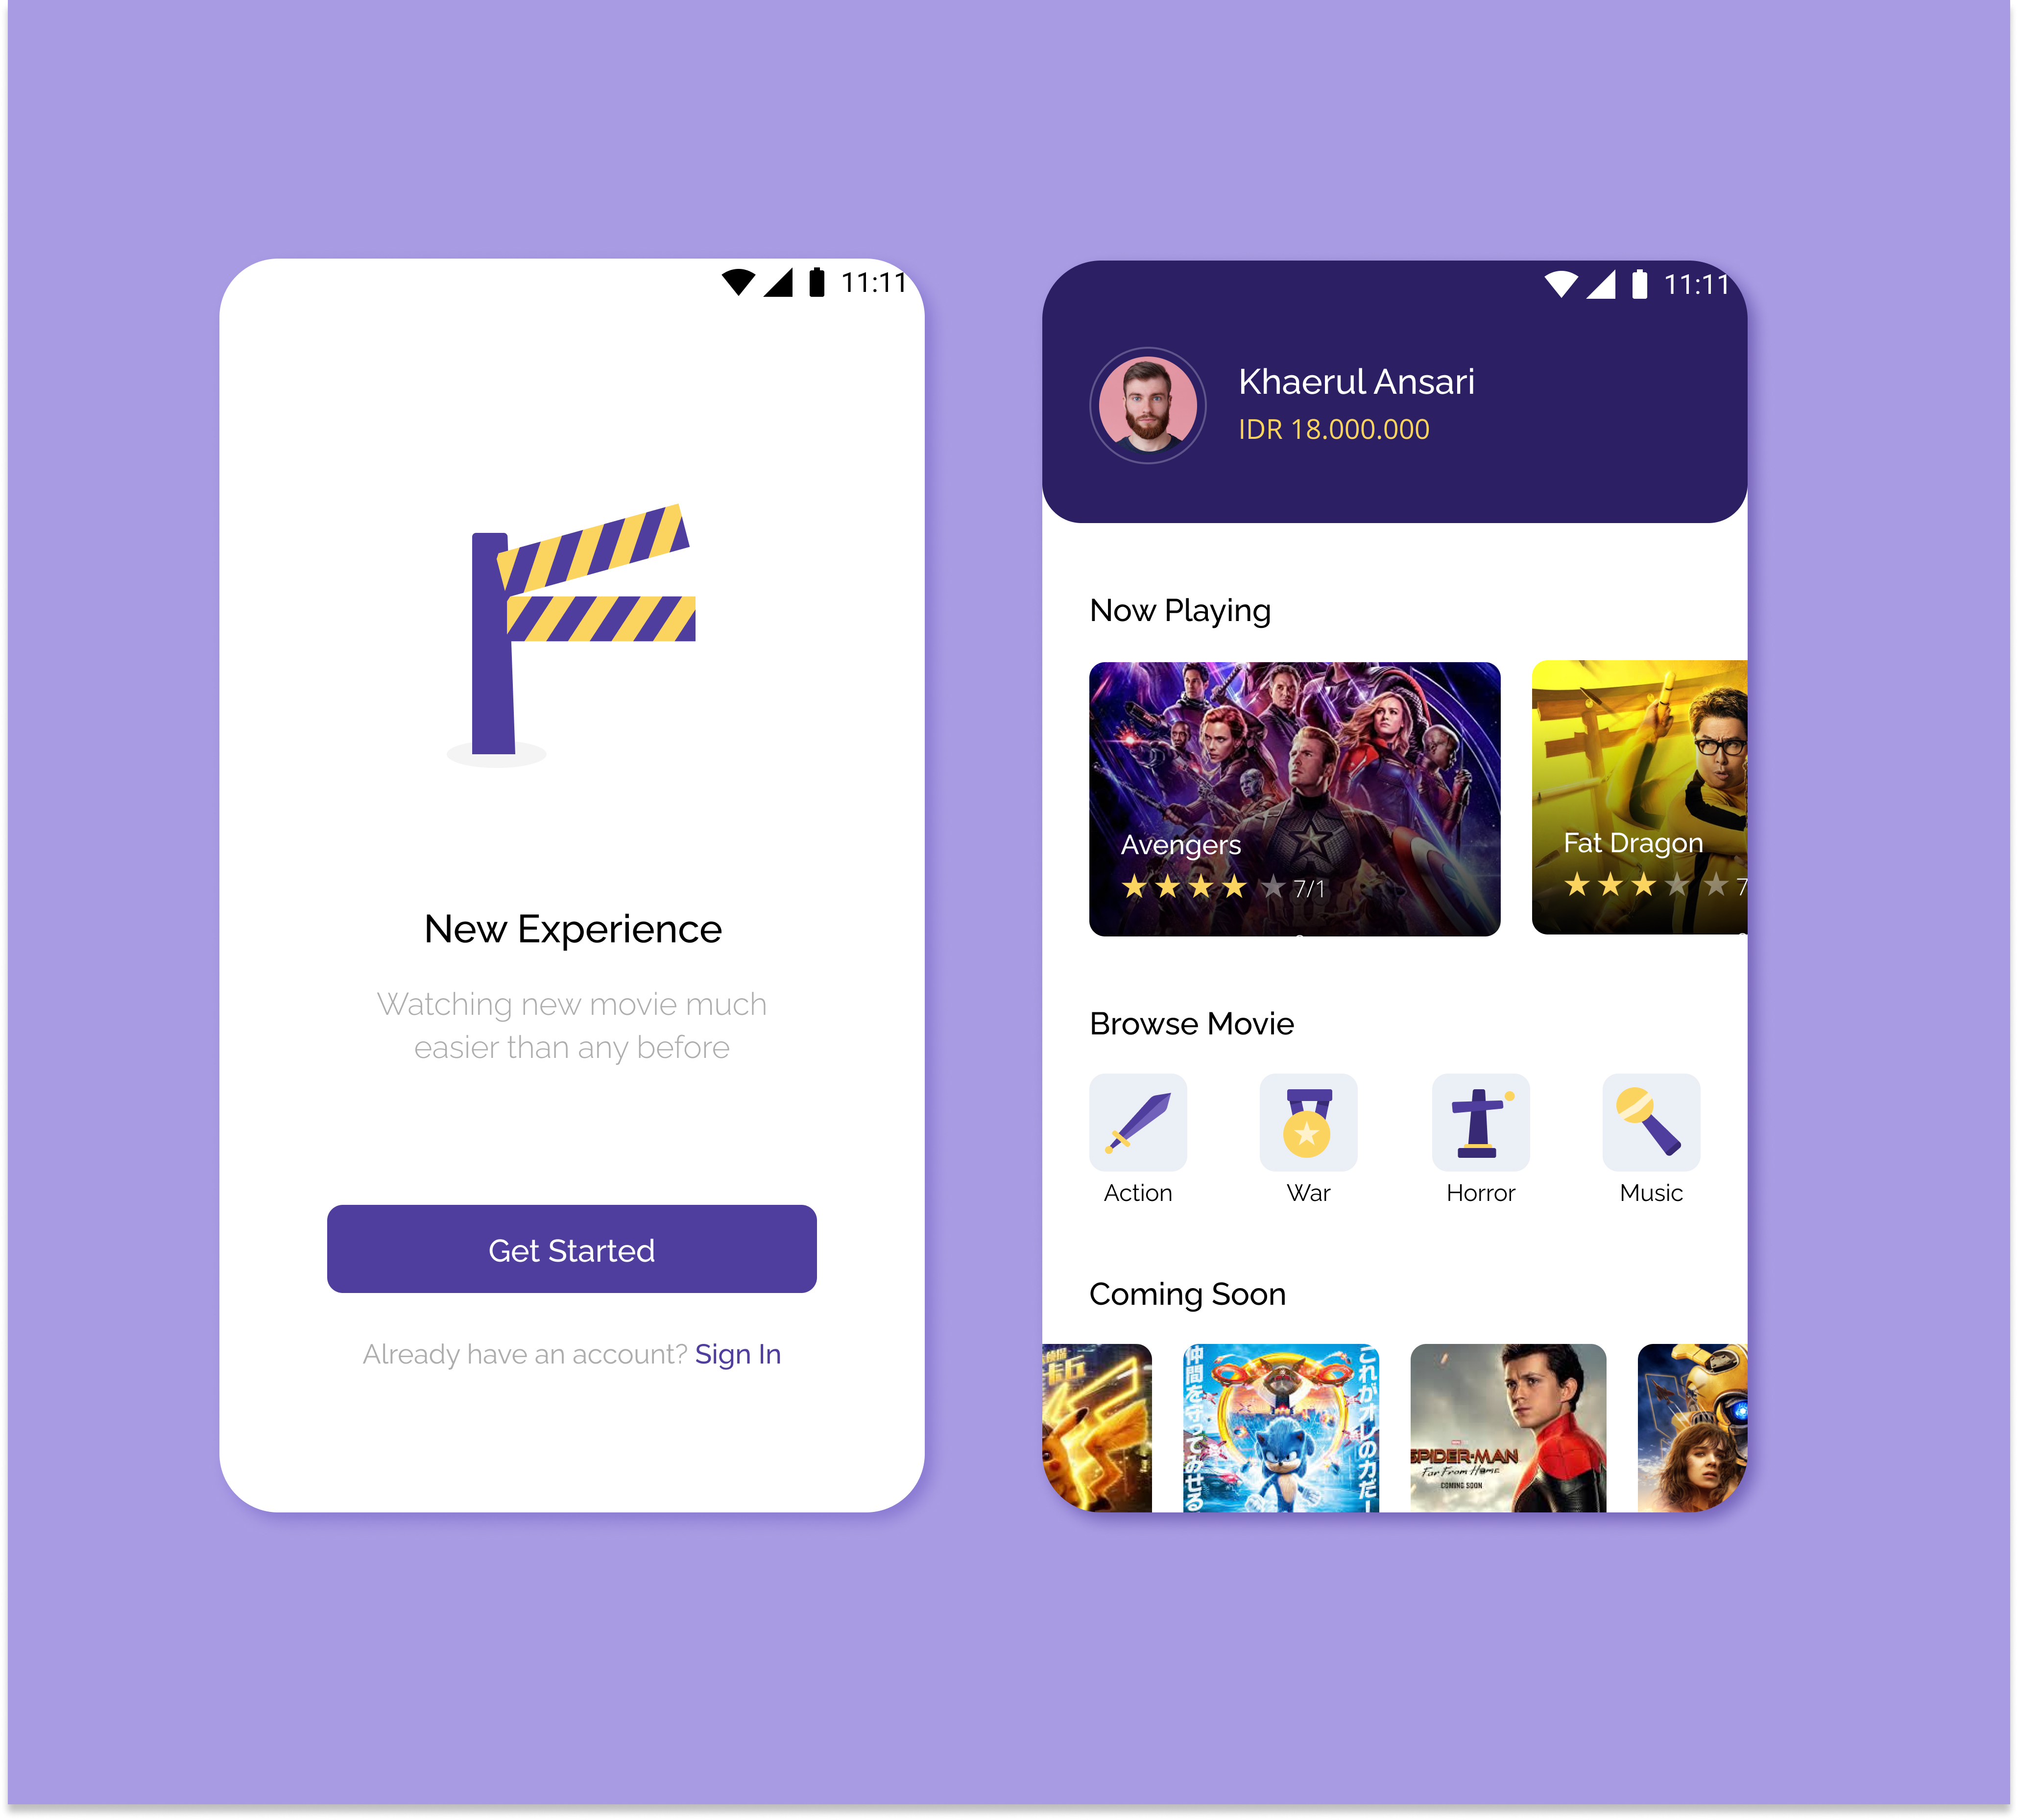 11:11
New Experience
Watching new movie much
easier than any before
Get Started
Already have an account? Sign In
11:11
Khaerul Ansari
IDR 18.000.000
Now Playing
Avengers
7/1
Fat Dragon
7
Browse Movie
Action
War
Horror
Music
Coming Soon
仲間を守ってみせる
これがオレの力だー
SPIDER-MAN
Far From Home
COMING SOON